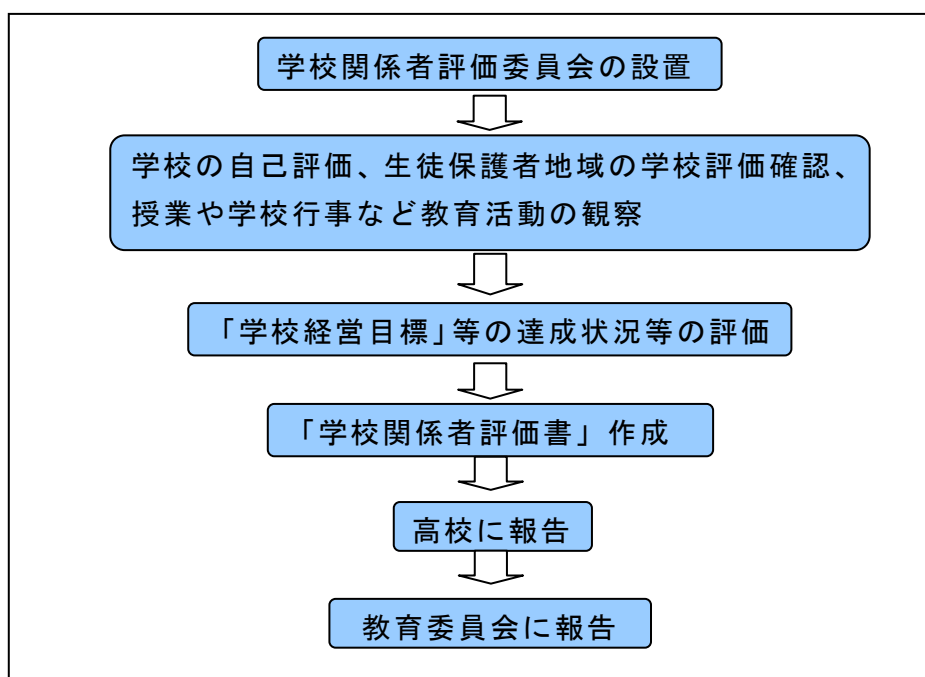 学校関係者評価委員会の設置
学校の自己評価、生徒保護者地域の学校評価確認、
授業や学校行事など教育活動の観察
「学校経営目標」等の達成状況等の評価
「学校関係者評価書」作成
高校に報告
教育委員会に報告